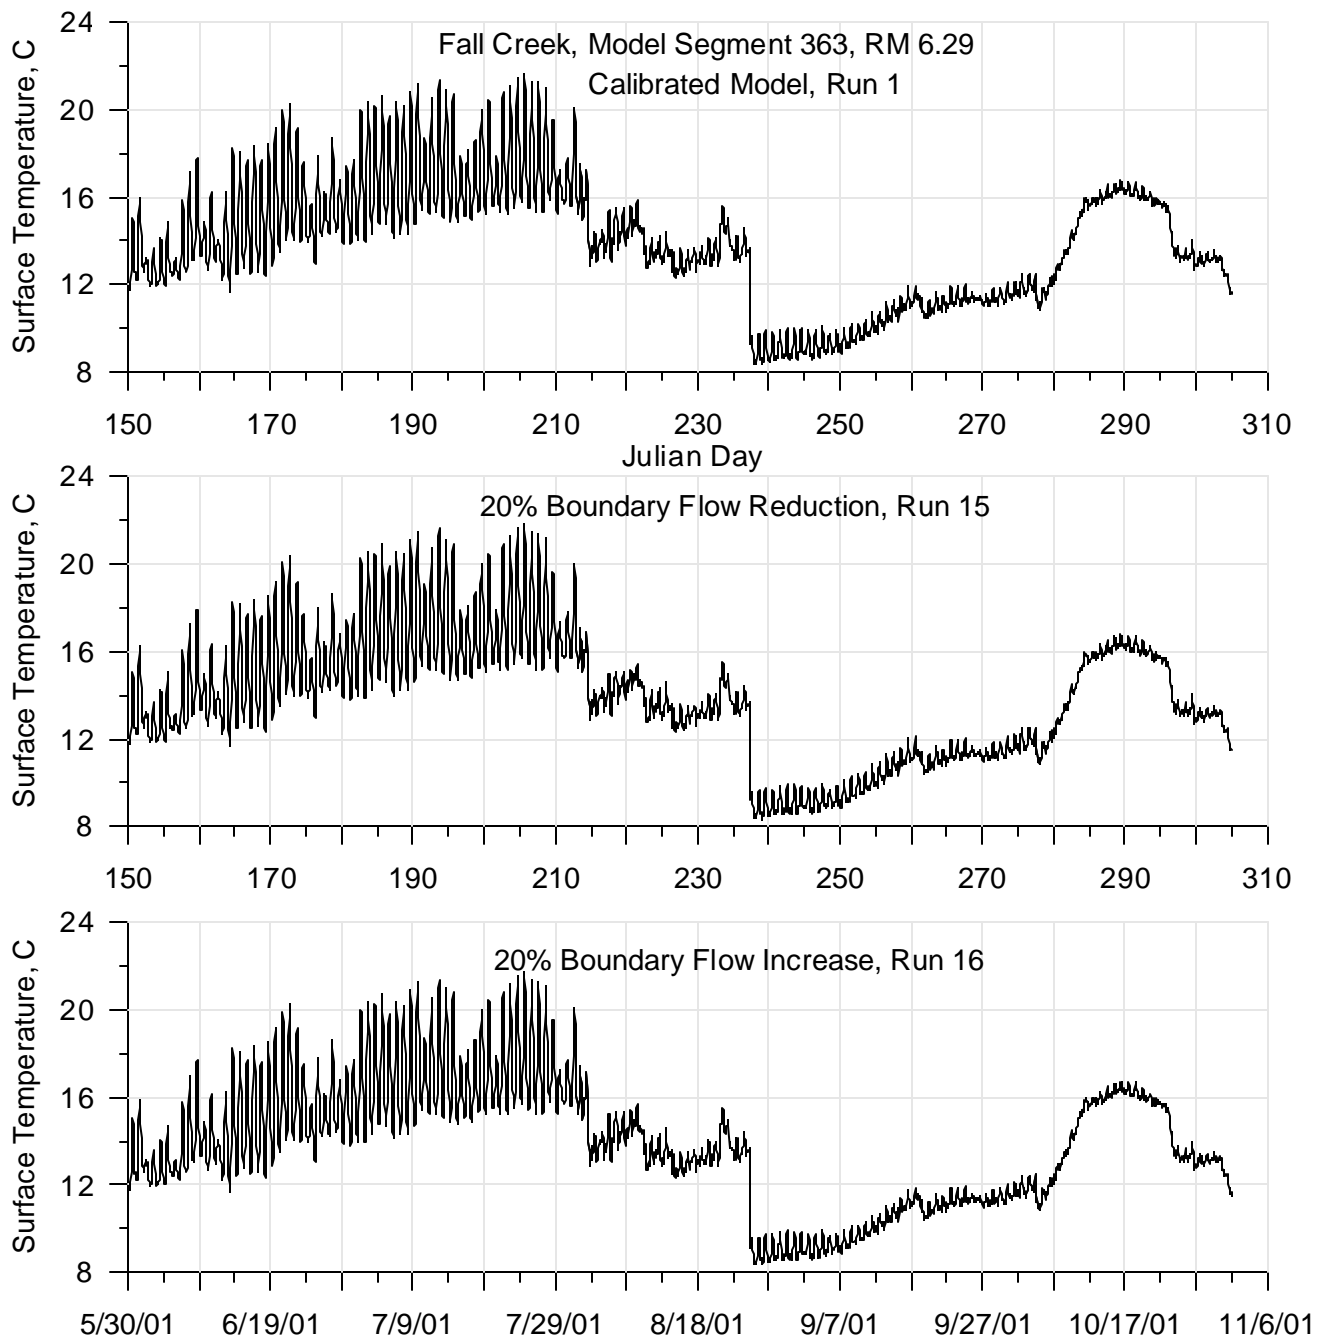 Fall Creek, Model Segment 363, RM 6.29
Calibrated Model, Run 1
Surface Temperature, C
24
20
16
12
8
150 170 190 210 230 250 270 290 310
Julian Day
20% Boundary Flow Reduction, Run 15
Surface Temperature, C
24
20
16
12
8
150 170 190 210 230 250 270 290 310
20% Boundary Flow Increase, Run 16
Surface Temperature, C
24
20
16
12
8
5/30/01 6/19/01 7/9/01 7/29/01 8/18/01 9/7/01 9/27/01 10/17/01 11/6/01